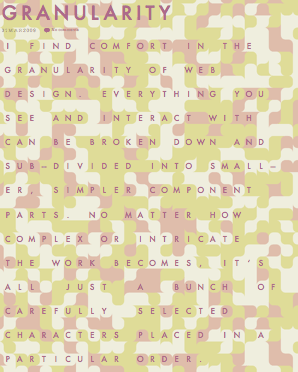 GRANULARITY
I FIND COMFORT IN THE
GRANULARITY OF WEB
DESIGN. EVERYTHING YOU
SEE AND INTERACT WITH
CAN BE BROKEN DOWN AND
SUB-DIVIDED INTO SMALL-
ER, SIMPLER COMPONENT
PARTS. NO MATTER HOW
COMPLEX OR INTRICATE
THE WORK BECOMES, IT'S
ALL JUST A BUNCH OF
CAREFULLY SELECTED
CHARACTERS PLACED IN A
PARTICULAR ORDER.